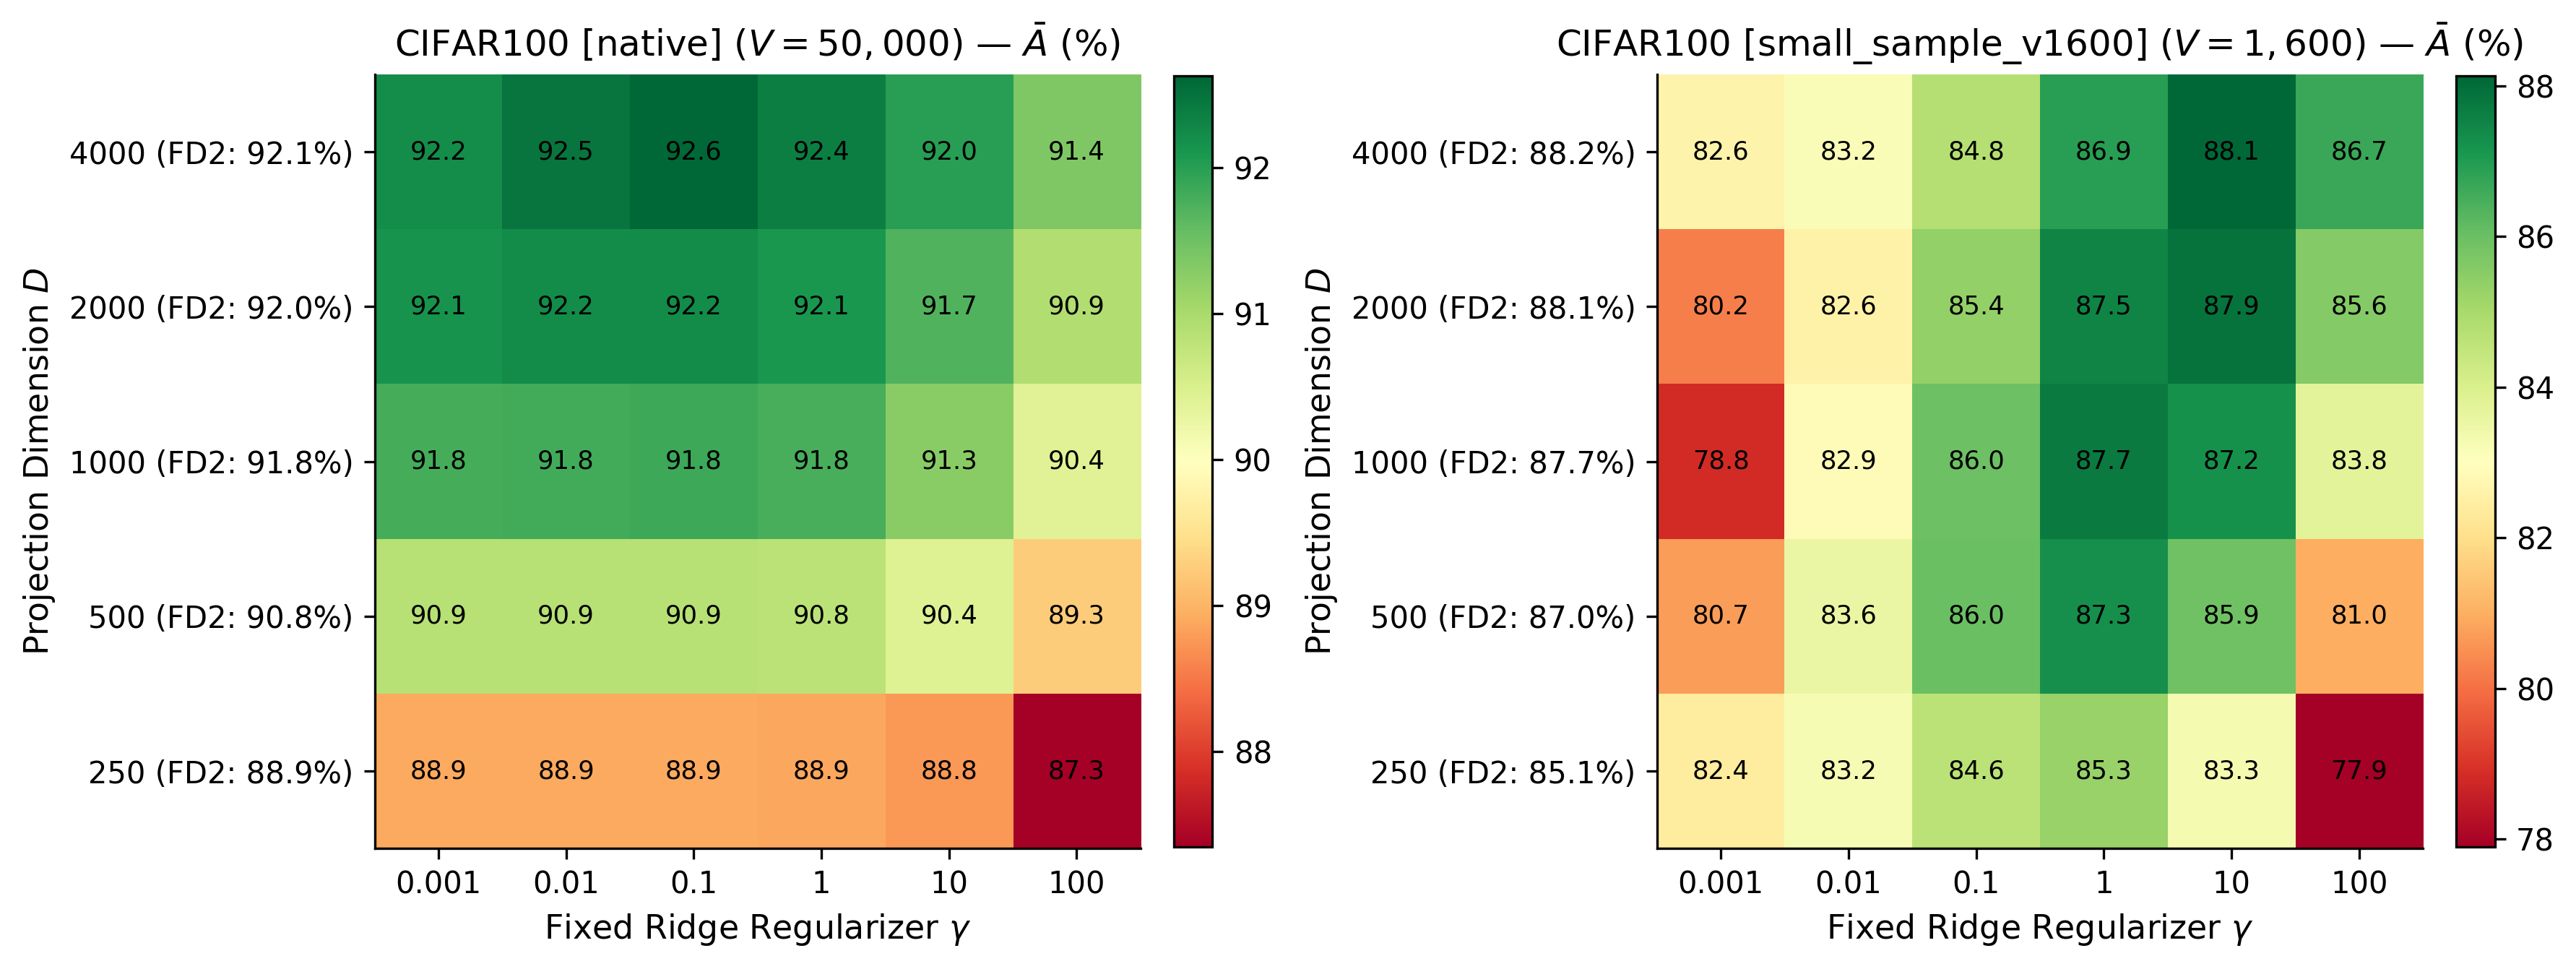 CIFAR100 [native] (V = 50,000) — Ā (%)
4000 (FD2: 92.1%) 92.2 92.5 92.6 92.4 92.0 91.4
2000 (FD2: 92.0%) 92.1 92.2 92.2 92.1 91.7 90.9
1000 (FD2: 91.8%) 91.8 91.8 91.8 91.8 91.3 90.4
500 (FD2: 90.8%) 90.9 90.9 90.9 90.8 90.4 89.3
250 (FD2: 88.9%) 88.9 88.9 88.9 88.9 88.8 87.3
0.001 0.01 0.1 1 10 100
Fixed Ridge Regularizer γ
Projection Dimension D
92
91
90
89
88
CIFAR100 [small_sample_v1600] (V = 1,600) — Ā (%)
4000 (FD2: 88.2%) 82.6 83.2 84.8 86.9 88.1 86.7
2000 (FD2: 88.1%) 80.2 82.6 85.4 87.5 87.9 85.6
1000 (FD2: 87.7%) 78.8 82.9 86.0 87.7 87.2 83.8
500 (FD2: 87.0%) 80.7 83.6 86.0 87.3 85.9 81.0
250 (FD2: 85.1%) 82.4 83.2 84.6 85.3 83.3 77.9
0.001 0.01 0.1 1 10 100
Fixed Ridge Regularizer γ
Projection Dimension D
88
86
84
82
80
78